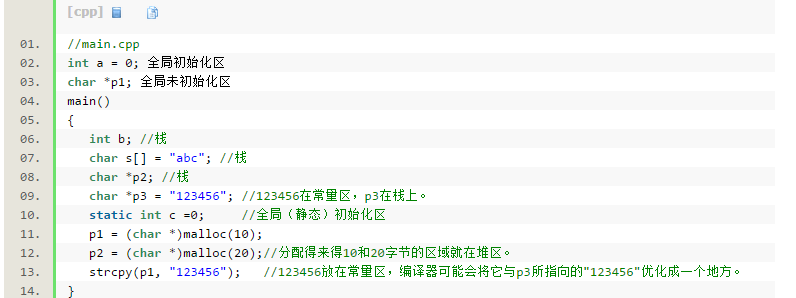 [cpp]
01. //main.cpp
02. int a = 0; 全局初始化区
03. char *p1; 全局未初始化区
04. main()
05. {
06. int b; //栈
07. char s[] = "abc"; //栈
08. char *p2; //栈
09. char *p3 = "123456"; //123456在常量区，p3在栈上。
10. static int c =0; //全局（静态）初始化区
11. p1 = (char *)malloc(10);
12. p2 = (char *)malloc(20);//分配得来得10和20字节的区域就在堆区。
13. strcpy(p1, "123456"); //123456放在常量区，编译器可能会将它与p3所指向的"123456"优化成一个地方。
14. }